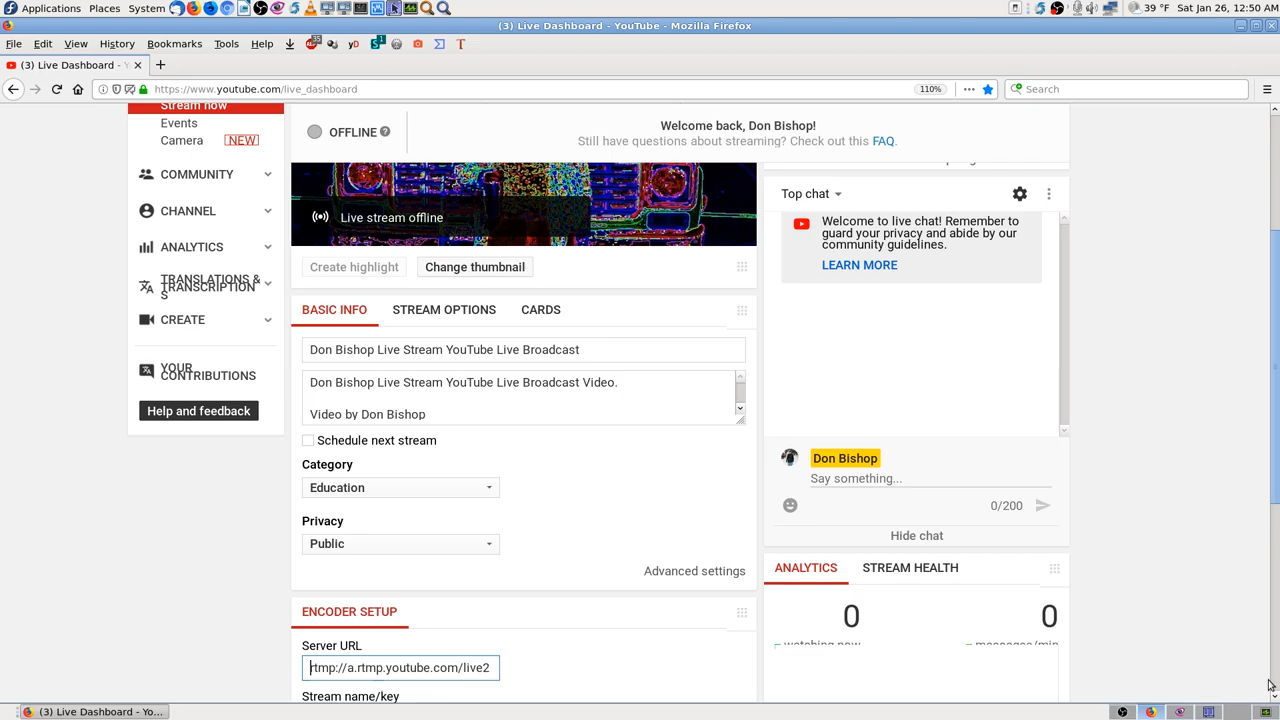 Applications Places System 39 °F Sat Jan 26, 12:50 AM
(3) Live Dashboard - YouTube - Mozilla Firefox
File Edit View History Bookmarks Tools Help
(3) Live Dashboard - Y
https://www.youtube.com/live_dashboard 110% Search
Stream now
Events
Camera NEW
COMMUNITY
CHANNEL
ANALYTICS
TRANSLATIONS &
TRANSCRIPTION
S
CREATE
YOUR
CONTRIBUTIONS
Help and feedback
OFFLINE
Welcome back, Don Bishop!
Still have questions about streaming? Check out this FAQ.
Live stream offline
Create highlight Change thumbnail
BASIC INFO STREAM OPTIONS CARDS
Don Bishop Live Stream YouTube Live Broadcast
Don Bishop Live Stream YouTube Live Broadcast Video.
Video by Don Bishop
Schedule next stream
Category
Education
Privacy
Public
Advanced settings
ENCODER SETUP
Server URL
rtmp://a.rtmp.youtube.com/live2
Stream name/key
Top chat
Welcome to live chat! Remember to
guard your privacy and abide by our
community guidelines.
LEARN MORE
Don Bishop
Say something...
0/200
Hide chat
ANALYTICS STREAM HEALTH
0 0
watching now messages/min
(3) Live Dashboard - Yo...